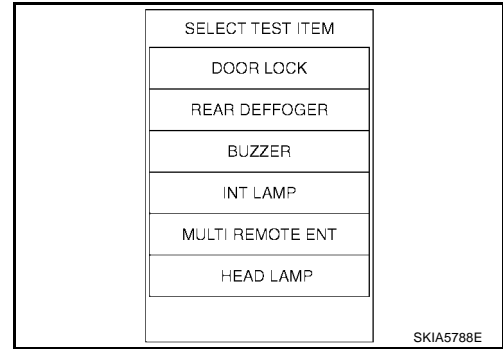 SELECT TEST ITEM
DOOR LOCK
REAR DEFFOGER
BUZZER
INT LAMP
MULTI REMOTE ENT
HEAD LAMP
SKIA5788E